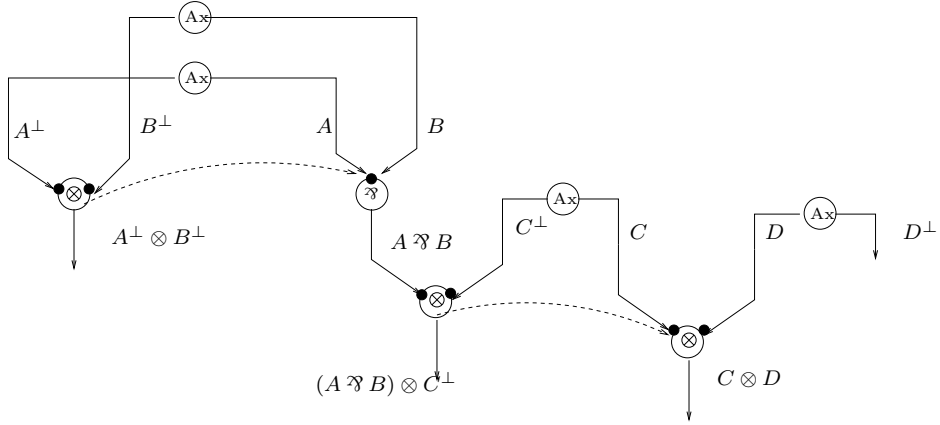 Ax
Ax
A⊥ B⊥ A B
⊗ ⅋ Ax Ax
A⊥ ⊗ B⊥ A ⅋ B C⊥ C D D⊥
⊗
⊗
(A ⅋ B) ⊗ C⊥ C ⊗ D